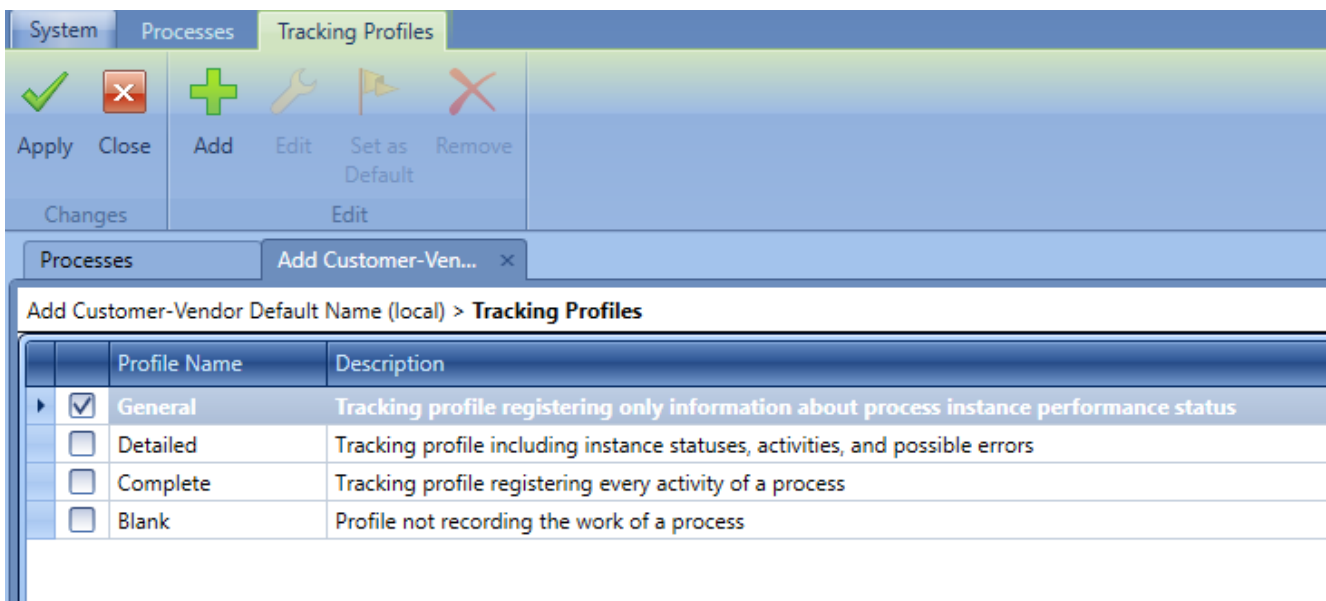 System Processes Tracking Profiles
Apply Close Add Edit Set as Default Remove
Changes Edit
Processes Add Customer-Ven... ×
Add Customer-Vendor Default Name (local) > Tracking Profiles
Profile Name Description
General Tracking profile registering only information about process instance performance status
Detailed Tracking profile including instance statuses, activities, and possible errors
Complete Tracking profile registering every activity of a process
Blank Profile not recording the work of a process